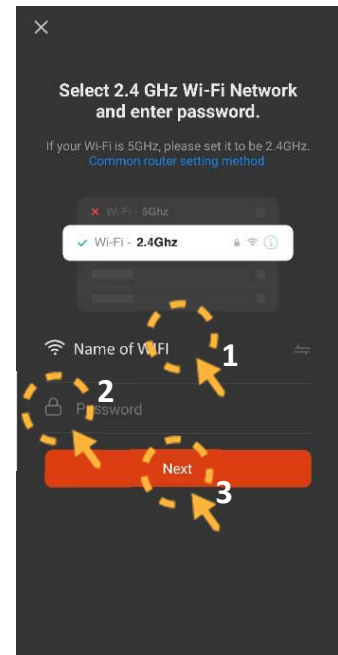 Select 2.4 GHz Wi-Fi Network
and enter password.
If your Wi-Fi is 5GHz, please set it to be 2.4GHz.
Common router setting method
Wi-Fi - 5Ghz
Wi-Fi - 2.4Ghz
Name of WIFI
1
2
Password
Next
3